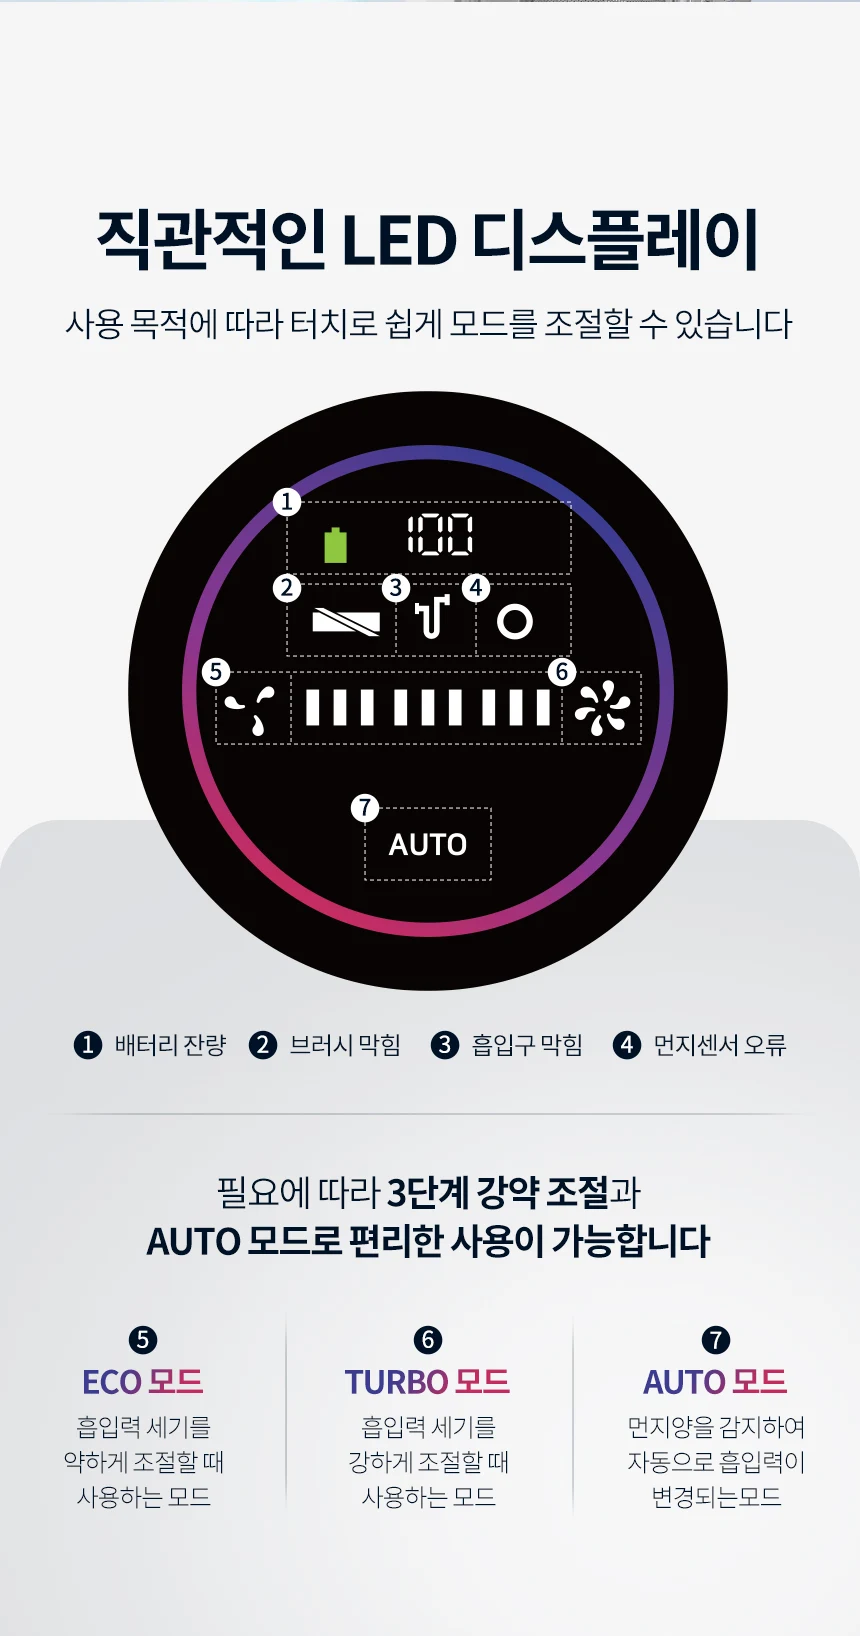 직관적인 LED 디스플레이
사용 목적에 따라 터치로 쉽게 모드를 조절할 수 있습니다
1
100
2 3 4
5 6
7
AUTO
1 배터리 잔량 2 브러시 막힘 3 흡입구 막힘 4 먼지센서 오류
필요에 따라 3단계 강약 조절과
AUTO 모드로 편리한 사용이 가능합니다
5
ECO 모드
흡입력 세기를
약하게 조절할 때
사용하는 모드
6
TURBO 모드
흡입력 세기를
강하게 조절할 때
사용하는 모드
7
AUTO 모드
먼지양을 감지하여
자동으로 흡입력이
변경되는모드